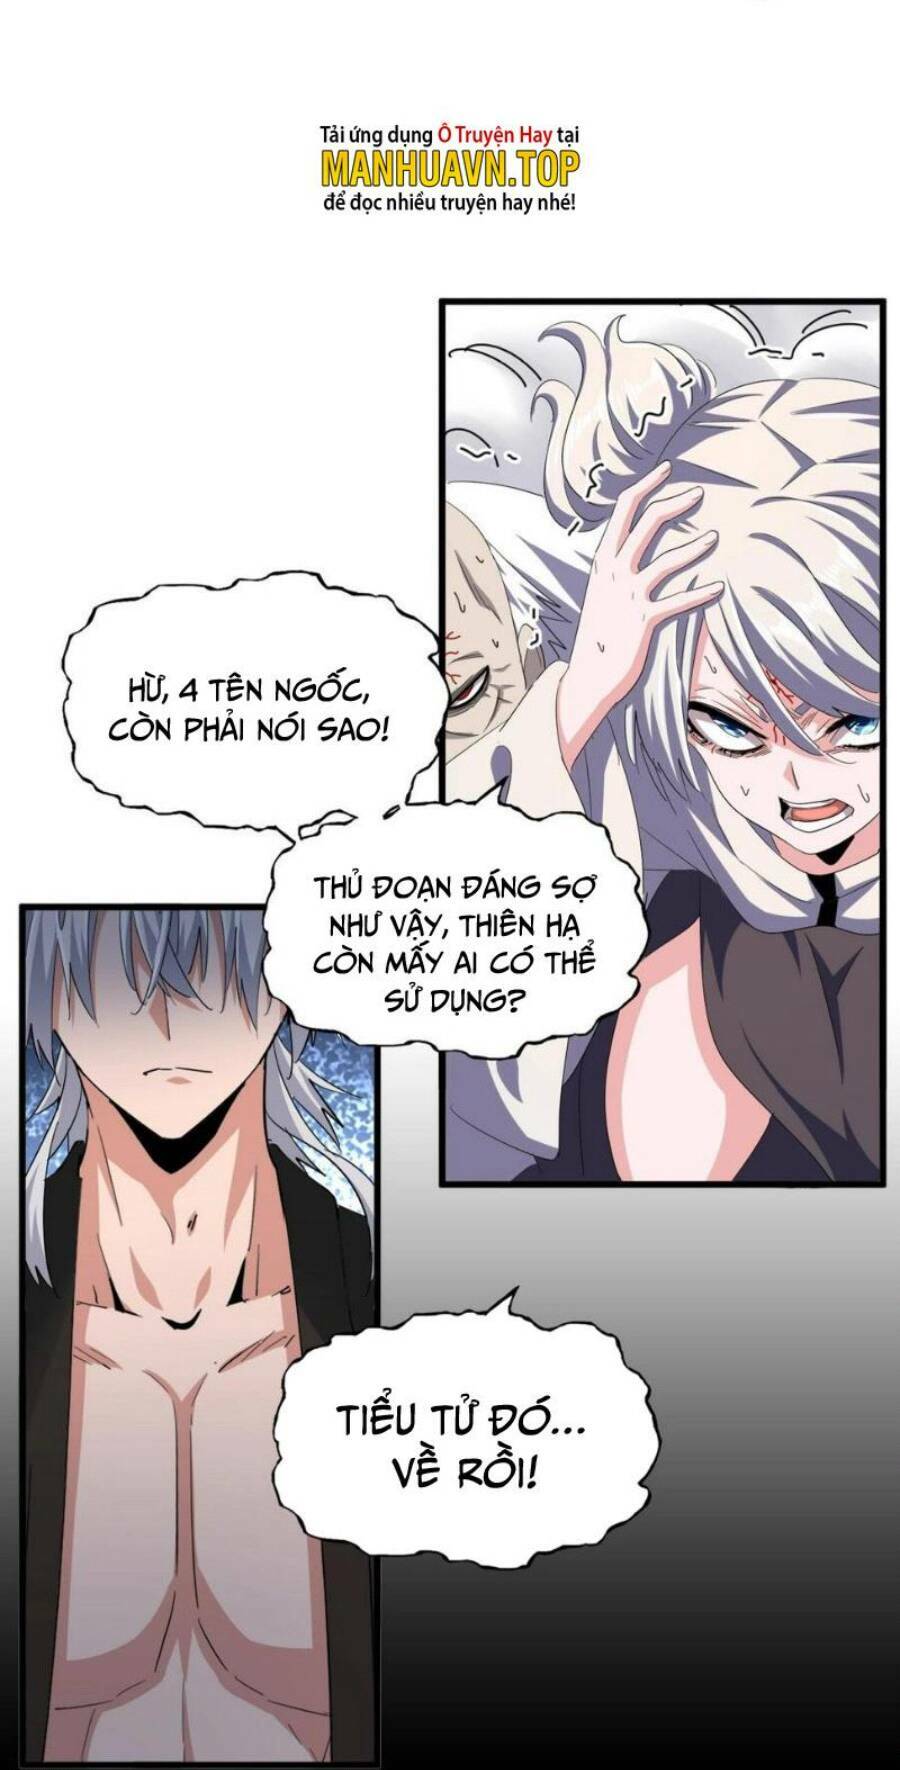 Tải ứng dụng Ô Truyện Hay tại
MANHUAVN.TOP
để đọc nhiều truyện hay nhé!
HỪ, 4 TÊN NGỐC,
CÒN PHẢI NÓI SAO!
THỦ ĐOẠN ĐÁNG SỢ
NHƯ VẬY, THIÊN HẠ
CÒN MẤY AI CÓ THỂ
SỬ DỤNG?
TIỂU TỬ ĐÓ...
VỀ RỒI!